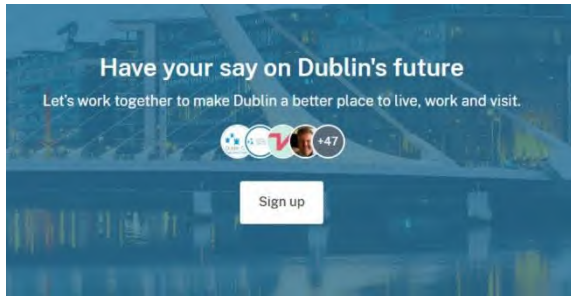 Have your say on Dublin's future
Let's work together to make Dublin a better place to live, work and visit.
+47
Sign up